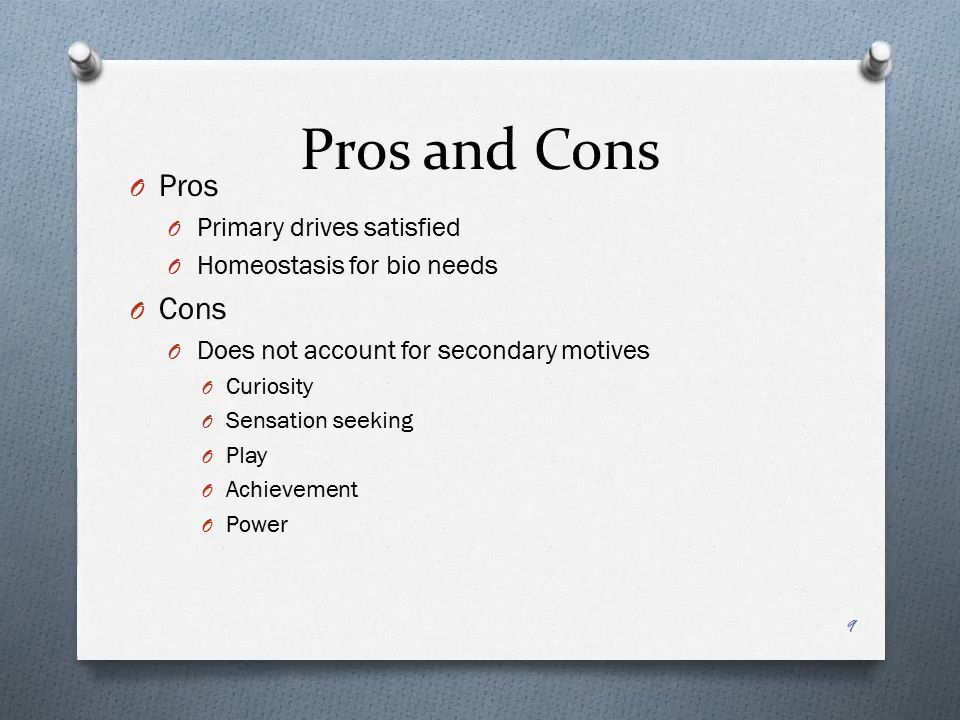 Pros and Cons
Pros
Primary drives satisfied
Homeostasis for bio needs
Cons
Does not account for secondary motives
Curiosity
Sensation seeking
Play
Achievement
Power
9